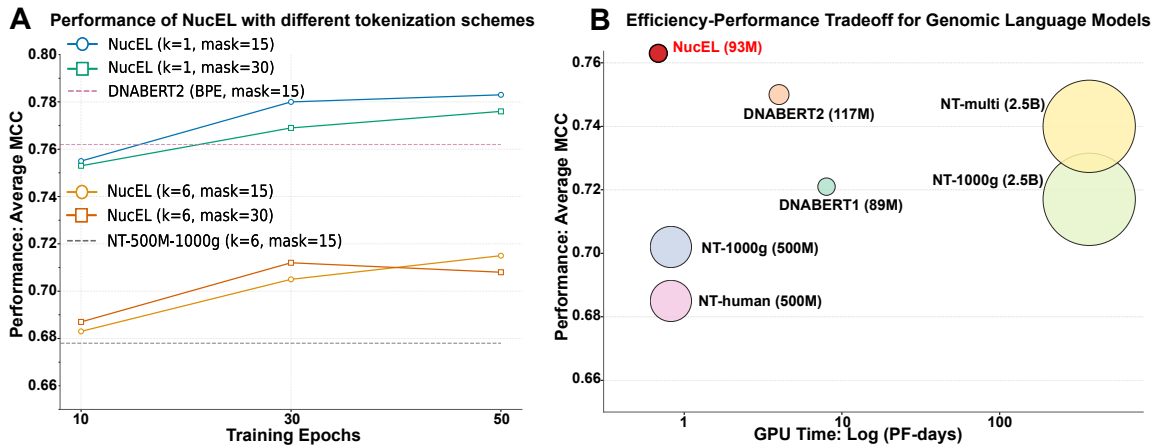 A
Performance of NucEL with different tokenization schemes
Performance: Average MCC
0.80
0.78
0.76
0.74
0.72
0.70
0.68
0.66
NucEL (k=1, mask=15)
NucEL (k=1, mask=30)
DNABERT2 (BPE, mask=15)
NucEL (k=6, mask=15)
NucEL (k=6, mask=30)
NT-500M-1000g (k=6, mask=15)
10
30
50
Training Epochs
B
Efficiency-Performance Tradeoff for Genomic Language Models
Performance: Average MCC
0.76
0.74
0.72
0.70
0.68
0.66
NucEL (93M)
DNABERT2 (117M)
NT-multi (2.5B)
NT-1000g (2.5B)
DNABERT1 (89M)
NT-1000g (500M)
NT-human (500M)
1
10
100
GPU Time: Log (PF-days)